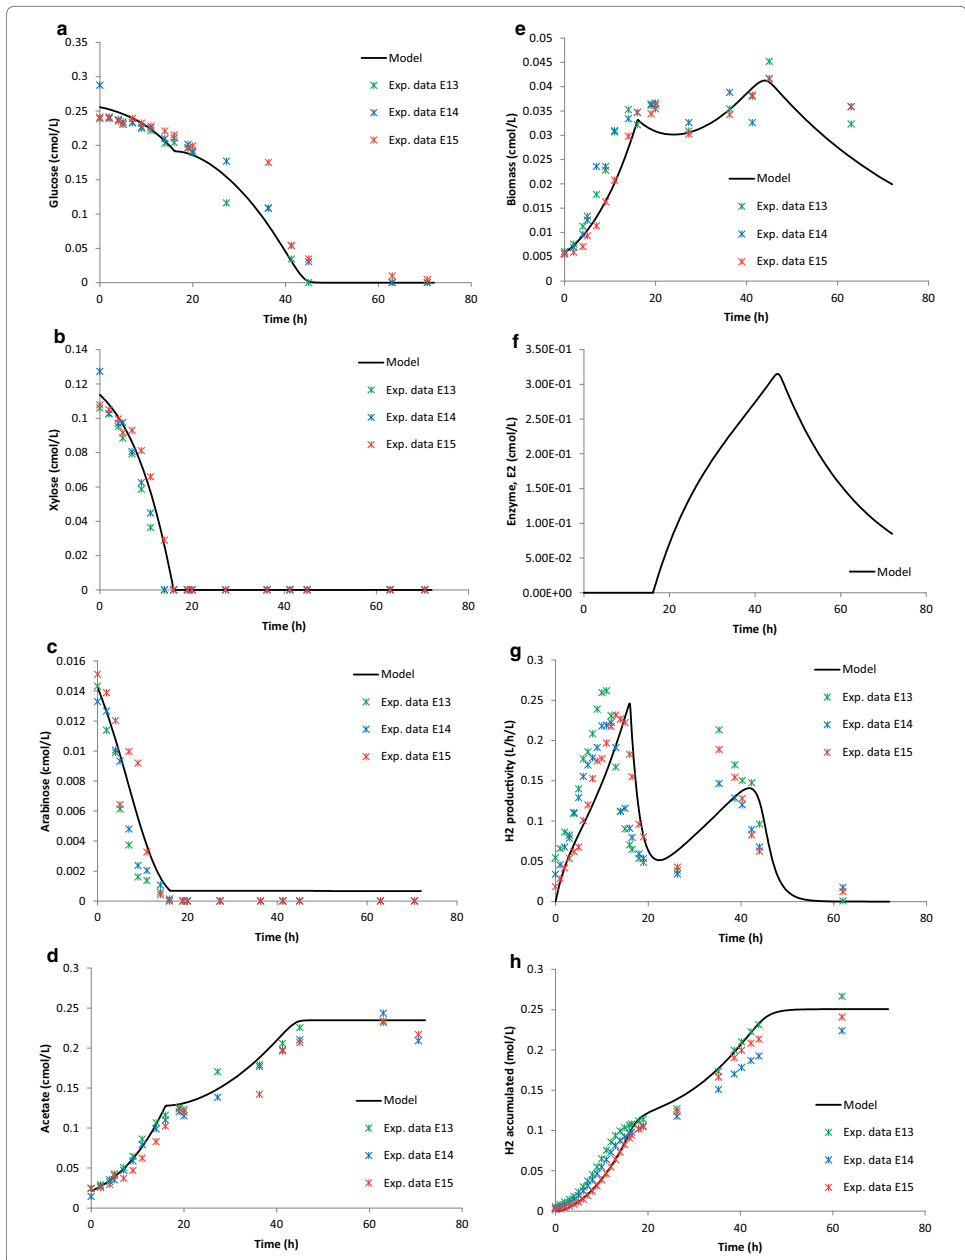 a
0.35
0.3
0.25
0.2
0.15
0.1
0.05
0
Glucose (cmol/L)
0 20 40 60 80
Time (h)
Model
Exp. data E13
Exp. data E14
Exp. data E15
b
0.14
0.12
0.1
0.08
0.06
0.04
0.02
0
Xylose (cmol/L)
0 20 40 60 80
Time (h)
Model
Exp. data E13
Exp. data E14
Exp. data E15
c
0.016
0.014
0.012
0.01
0.008
0.006
0.004
0.002
0
Arabinose (cmol/L)
0 20 40 60 80
Time (h)
Model
Exp. data E13
Exp. data E14
Exp. data E15
d
0.3
0.25
0.2
0.15
0.1
0.05
0
Acetate (cmol/L)
0 20 40 60 80
Time (h)
Model
Exp. data E13
Exp. data E14
Exp. data E15
e
0.05
0.045
0.04
0.035
0.03
0.025
0.02
0.015
0.01
0.005
0
Biomass (cmol/L)
0 20 40 60 80
Time (h)
Model
Exp. data E13
Exp. data E14
Exp. data E15
f
3.50E-01
3.00E-01
2.50E-01
2.00E-01
1.50E-01
1.00E-01
5.00E-02
0.00E+00
Enzyme, E2 (cmol/L)
0 20 40 60 80
Time (h)
Model
g
0.3
0.25
0.2
0.15
0.1
0.05
0
H2 productivity (L/h/L)
0 20 40 60 80
Time (h)
Model
Exp. data E13
Exp. data E14
Exp. data E15
h
0.3
0.25
0.2
0.15
0.1
0.05
0
H2 accumulated (mol/L)
0 20 40 60 80
Time (h)
Model
Exp. data E13
Exp. data E14
Exp. data E15